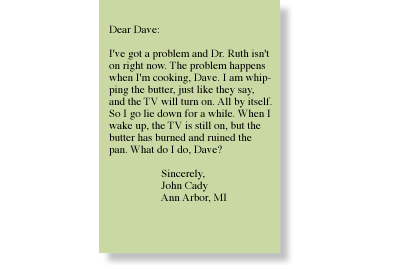 Dear Dave:
I've got a problem and Dr. Ruth isn't
on right now. The problem happens
when I'm cooking, Dave. I am whip-
ping the butter, just like they say,
and the TV will turn on. All by itself.
So I go lie down for a while. When I
wake up, the TV is still on, but the
butter has burned and ruined the
pan. What do I do, Dave?
Sincerely,
John Cady
Ann Arbor, MI